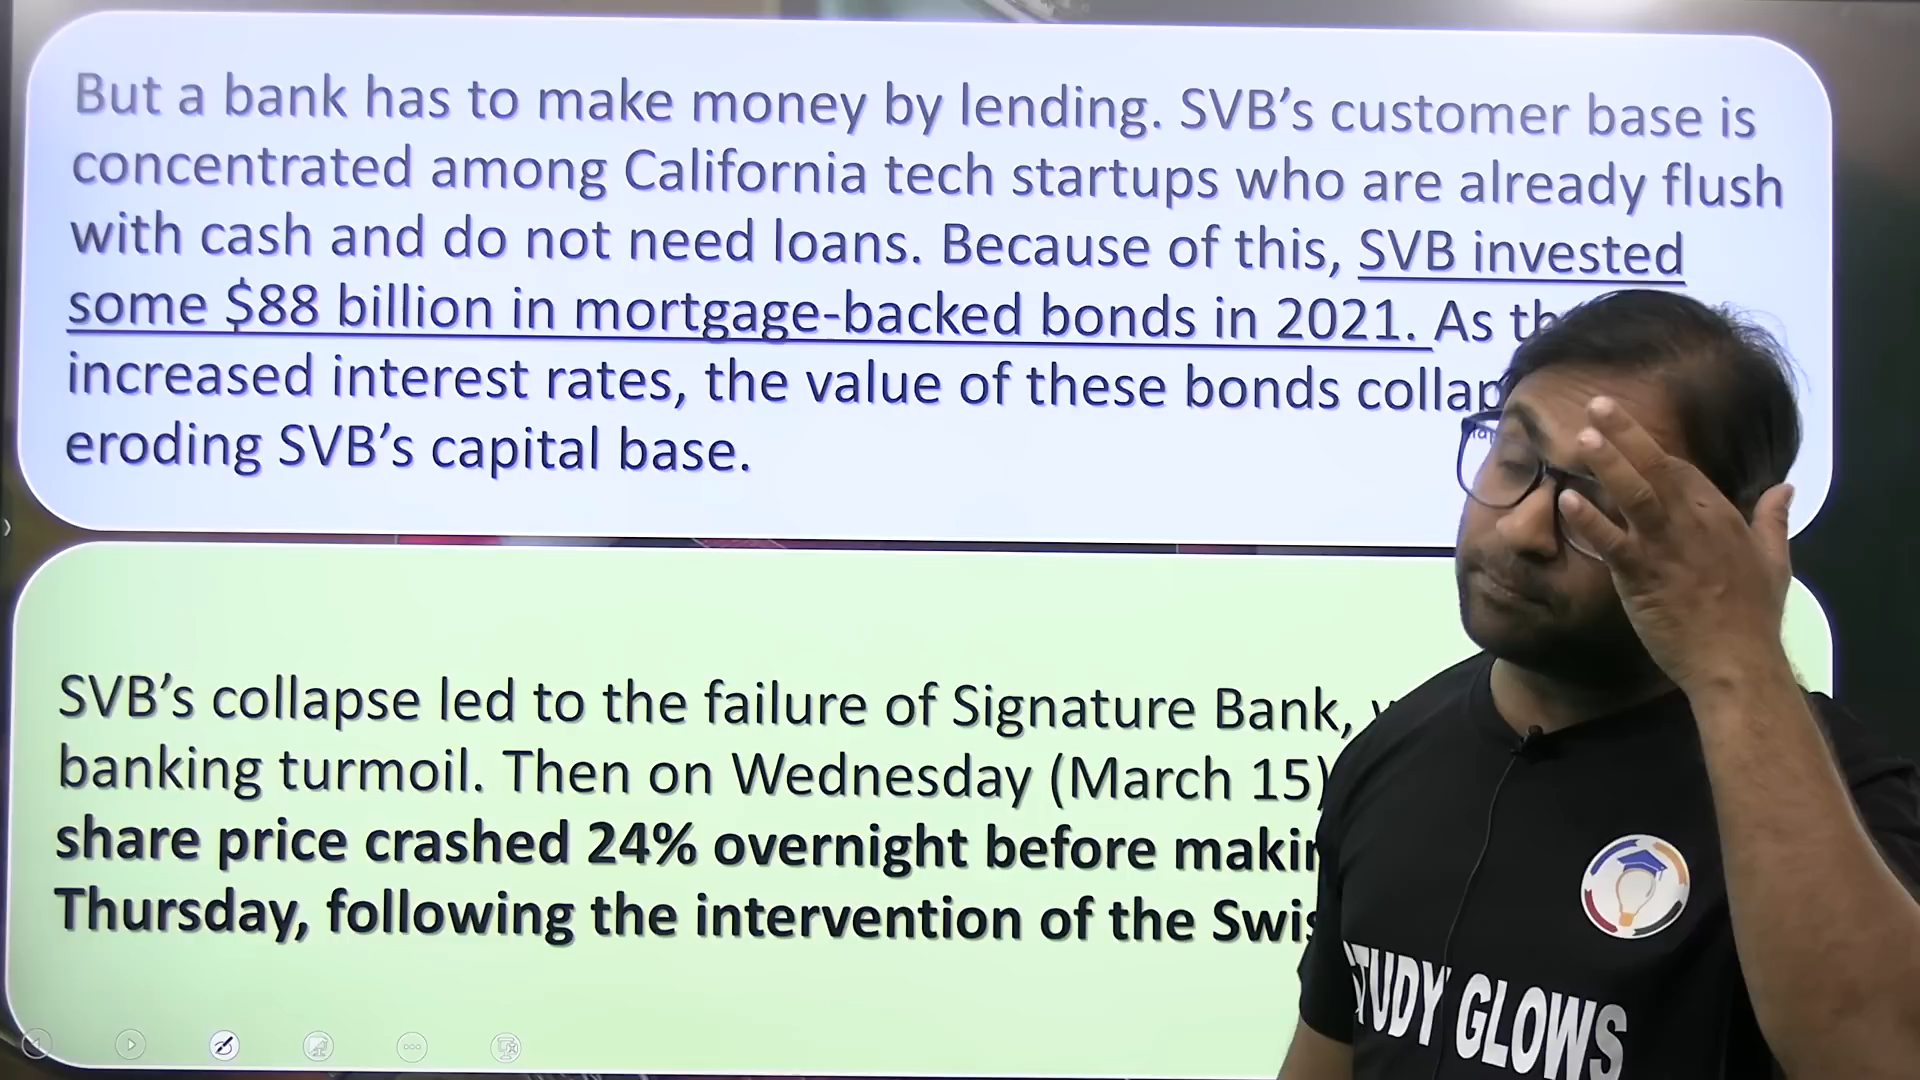 But a bank has to make money by lending. SVB's customer base is
concentrated among California tech startups who are already flush
with cash and do not need loans. Because of this, SVB invested
some $88 billion in mortgage-backed bonds in 2021. As
increased interest rates, the value of these bonds
eroding SVB's capital base.
SVB's collapse led to the failure of Signature Bank,
banking turmoil. Then on Wednesday (March 15)
share price crashed 24% overnight before
Thursday, following the intervention of the
STUDY GLOWS